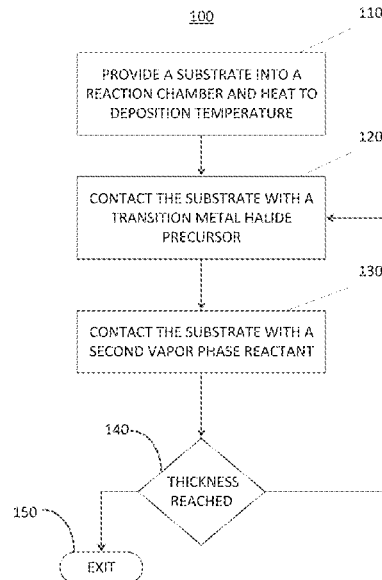 100
110
PROVIDE A SUBSTRATE INTO A
REACTION CHAMBER AND HEAT TO
DEPOSITION TEMPERATURE
120
CONTACT THE SUBSTRATE WITH A
TRANSITION METAL HALIDE
PRECURSOR
130
CONTACT THE SUBSTRATE WITH A
SECOND VAPOR PHASE REACTANT
140
THICKNESS
REACHED
150
EXIT